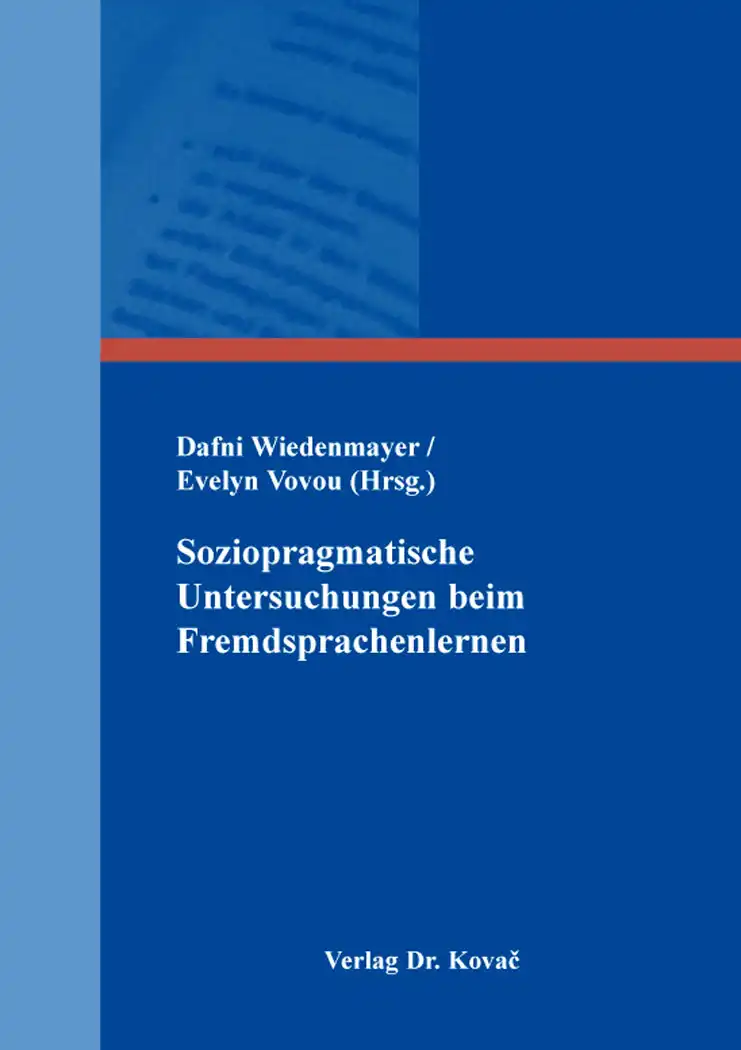 Dafni Wiedenmayer /
Evelyn Vovou (Hrsg.)
Soziopragmatische
Untersuchungen beim
Fremdsprachenlernen
Verlag Dr. Kovač